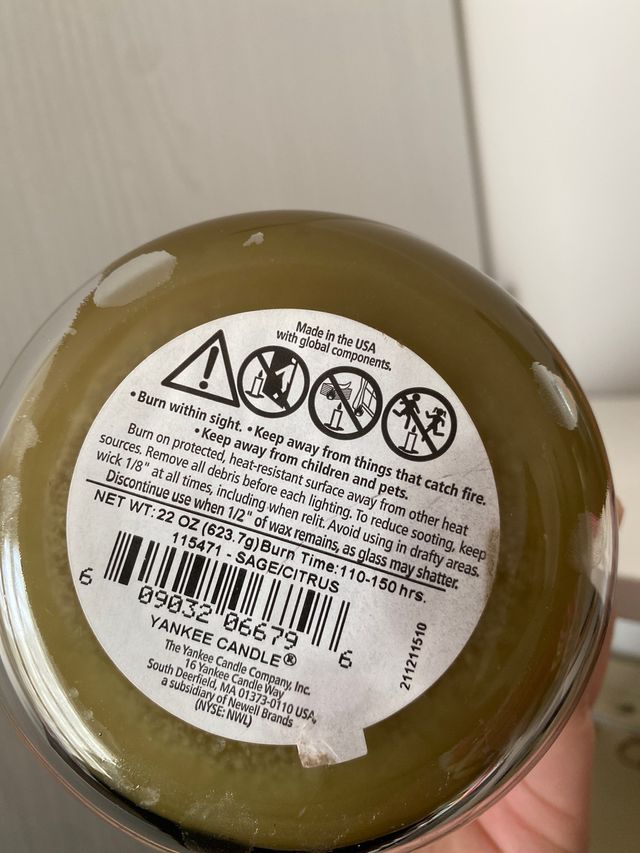 Made in the USA
with global components.
• Burn within sight. • Keep away from things that catch fire.
• Keep away from children and pets.
Burn on protected, heat-resistant surface away from other heat
sources. Remove all debris before each lighting. To reduce sooting, keep
wick 1/8" at all times, including when relit. Avoid using in drafty areas.
Discontinue use when 1/2" of wax remains, as glass may shatter.
NET WT: 22 OZ (623.7g) Burn Time: 110-150 hrs.
115471 - SAGE/CITRUS
6 09032 06679 6
YANKEE CANDLE®
The Yankee Candle Company, Inc.
16 Yankee Candle Way
South Deerfield, MA 01373-0110 USA,
a subsidiary of Newell Brands
(NYSE: NWL)
211211510